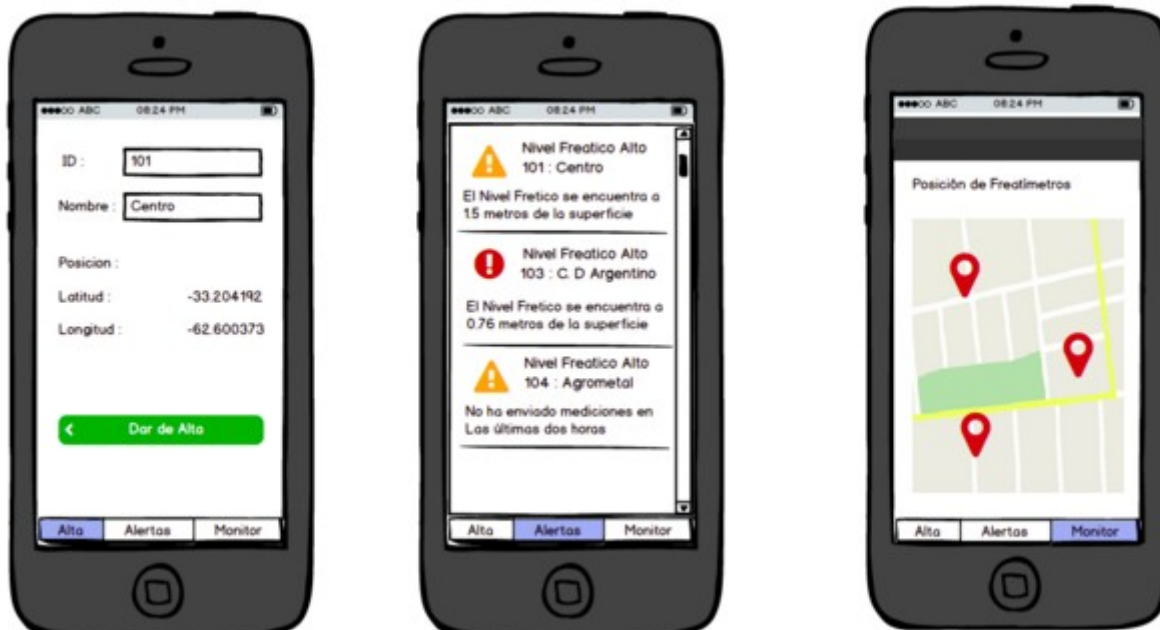 ABC 08:24 PM
ID : 101
Nombre : Centro
Posicion :
Latitud : -33.204192
Longitud : -62.600373
Dar de Alta
Alta Alertas Monitor
ABC 08:24 PM
Nivel Freatico Alto
101 : Centro
El Nivel Fretico se encuentra a
1.5 metros de la superficie
Nivel Freatico Alto
103 : C. D Argentino
El Nivel Fretico se encuentra a
0.76 metros de la superficie
Nivel Freatico Alto
104 : Agrometal
No ha enviado mediciones en
Las últimas dos horas
Alta Alertas Monitor
ABC 08:24 PM
Posición de Freatímetros
Alta Alertas Monitor